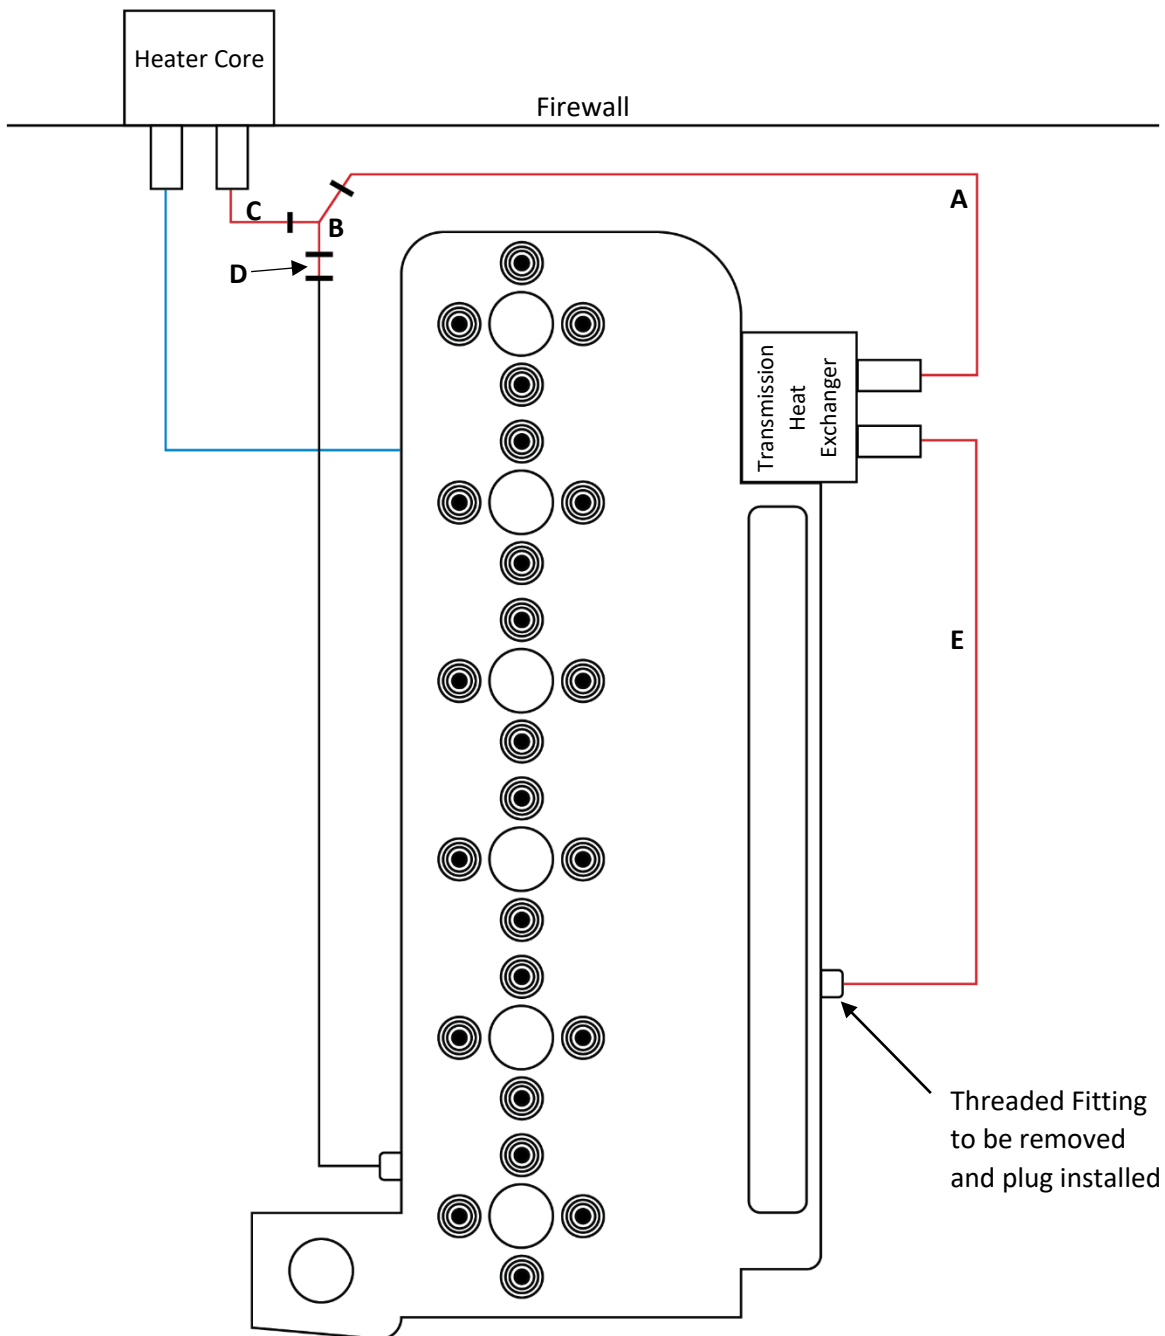 Heater Core
Firewall
A
C
B
D
Transmission
Heat
Exchanger
E
Threaded Fitting
to be removed
and plug installed